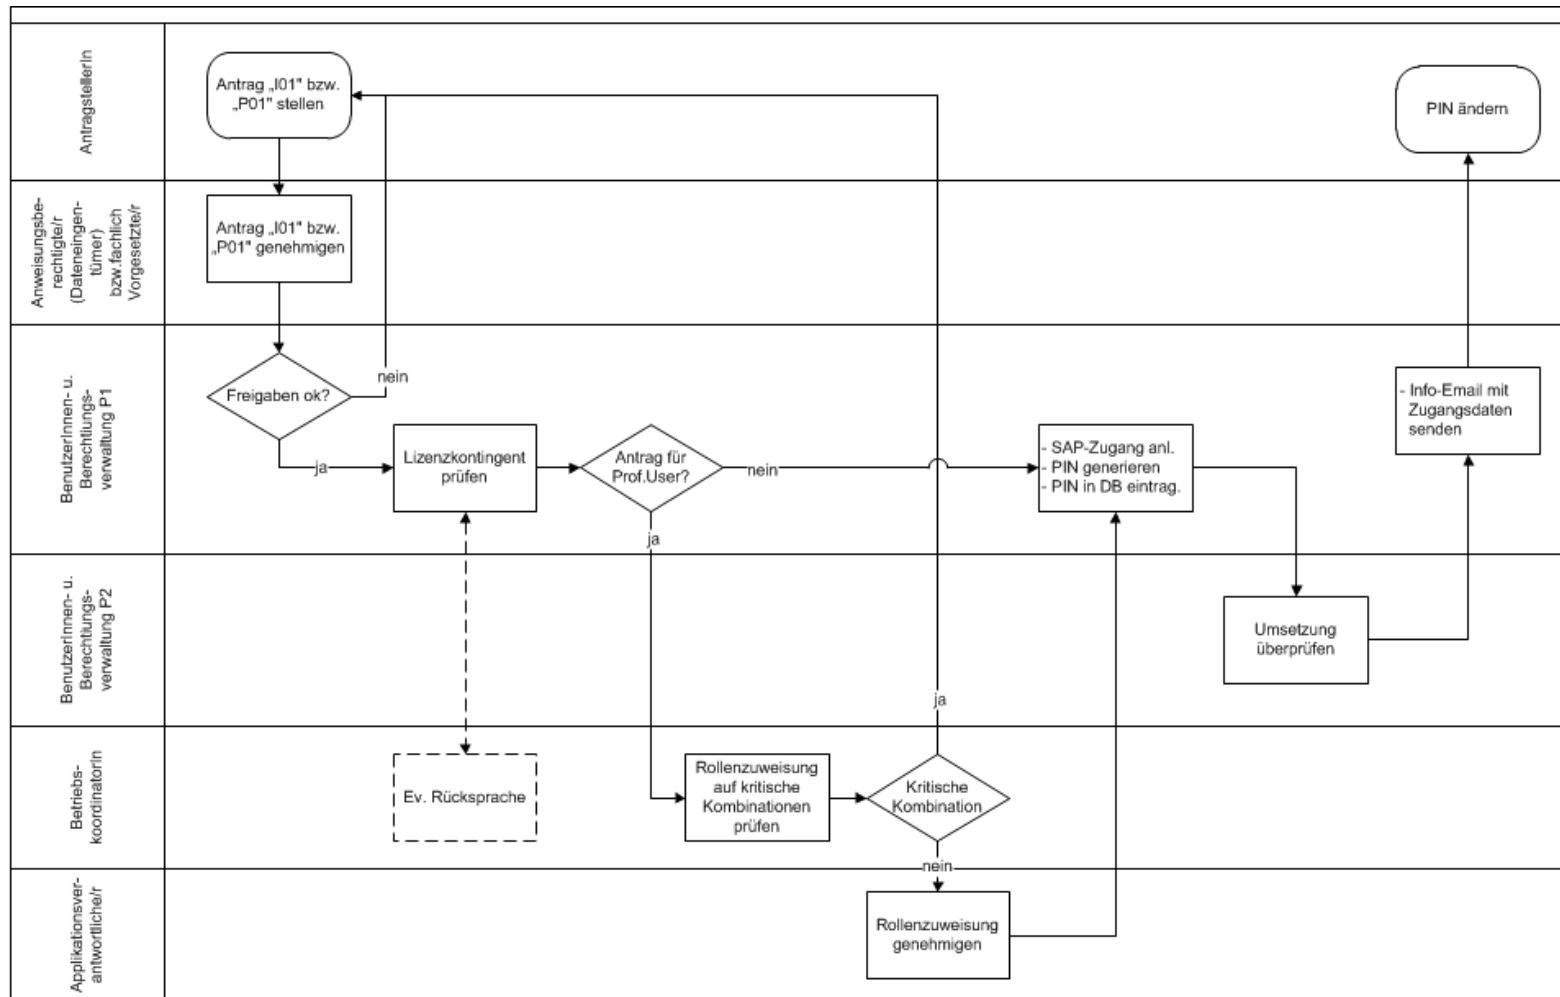 AntragstellerIn
Antrag „I01" bzw.
„P01" stellen
PIN ändern
Anweisungsbe-
rechtigte/r
(Dateneingen-
tümer)
bzw.fachlich
Vorgesetzte/r
Antrag „I01" bzw.
„P01" genehmigen
BenutzerInnen- u.
Berechtiungs-
verwaltung P1
Freigaben ok?
nein
ja
Lizenzkontingent
prüfen
Antrag für
Prof.User?
nein
ja
- SAP-Zugang anl.
- PIN generieren
- PIN in DB eintrag.
- Info-Email mit
Zugangsdaten
senden
BenutzerInnen- u.
Berechtiungs-
verwaltung P2
Umsetzung
überprüfen
ja
Betriebs-
koordinatorIn
Ev. Rücksprache
Rollenzuweisung
auf kritische
Kombinationen
prüfen
Kritische
Kombination
nein
Applikationsver-
antwortliche/r
Rollenzuweisung
genehmigen